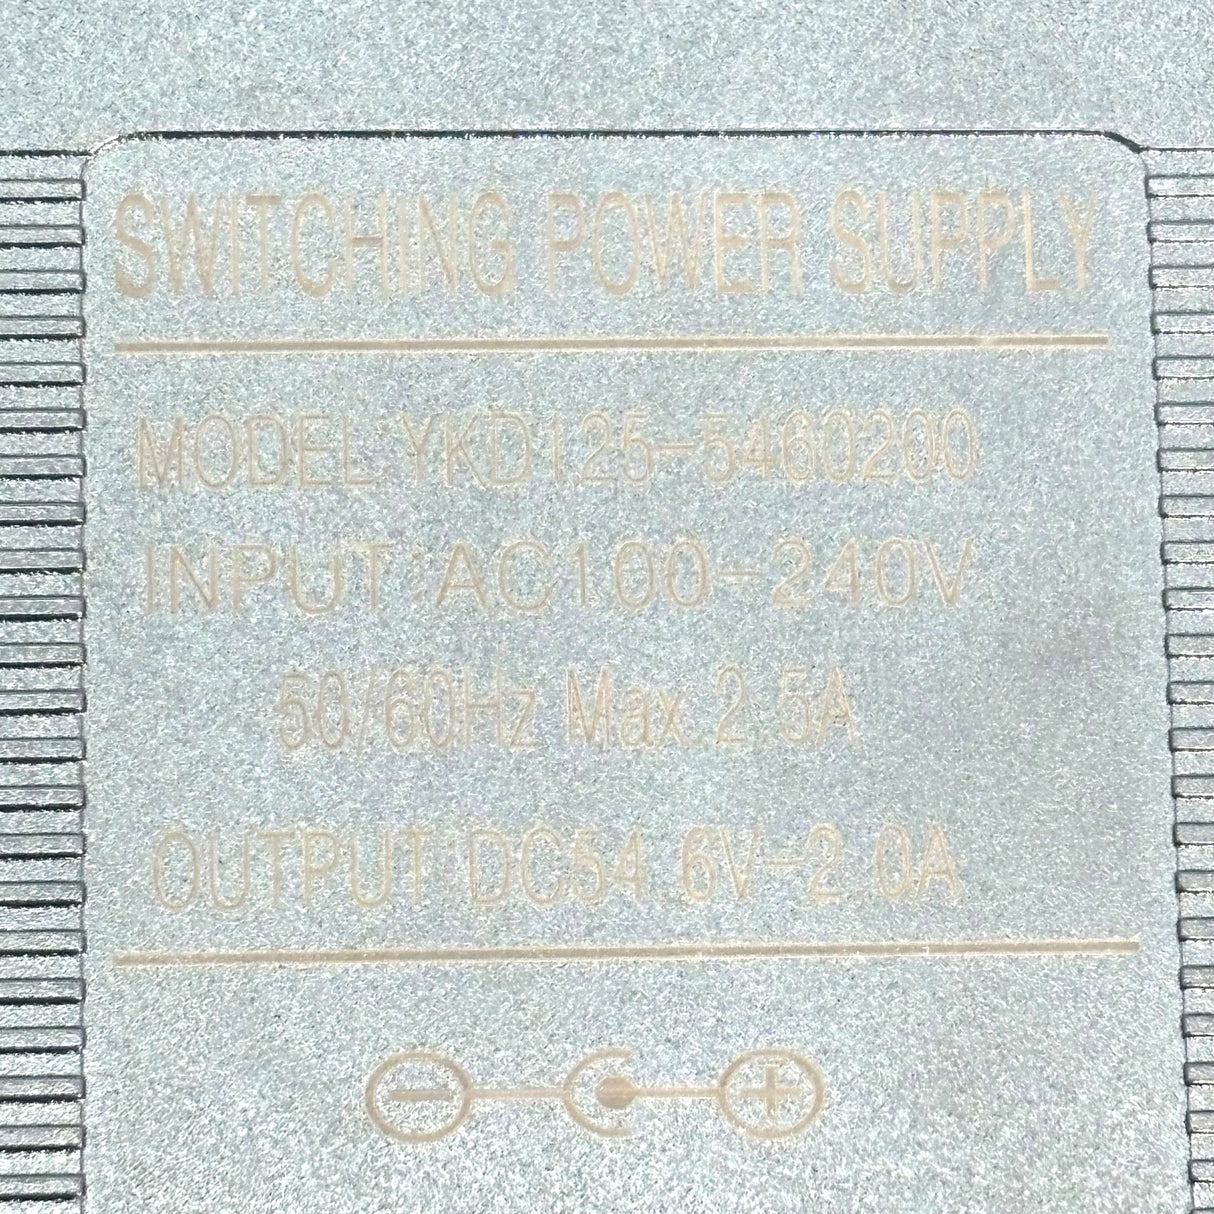 SWITCHING POWER SUPPLY
MODEL:YKD125-5460200
INPUT:AC100-240V
50/60Hz Max.2.5A
OUTPUT:DC54.6V-2.0A